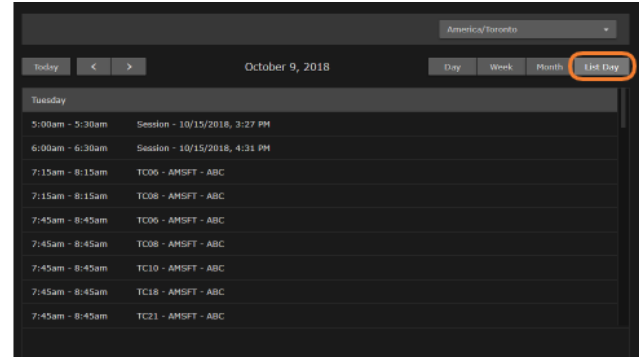 America/Toronto
Today < > October 9, 2018 Day Week Month List Day
Tuesday
5:00am - 5:30am Session - 10/15/2018, 3:27 PM
6:00am - 6:30am Session - 10/15/2018, 4:31 PM
7:15am - 8:15am TC06 - AMSFT - ABC
7:15am - 8:15am TC08 - AMSFT - ABC
7:45am - 8:45am TC06 - AMSFT - ABC
7:45am - 8:45am TC08 - AMSFT - ABC
7:45am - 8:45am TC10 - AMSFT - ABC
7:45am - 8:45am TC18 - AMSFT - ABC
7:45am - 8:45am TC21 - AMSFT - ABC